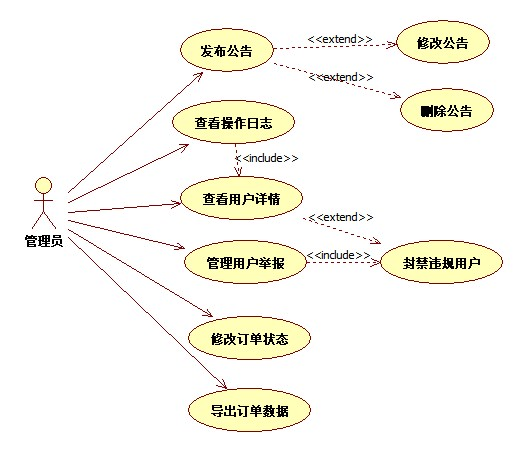 发布公告
<<extend>>
修改公告
<<extend>>
删除公告
查看操作日志
<<include>>
查看用户详情
<<extend>>
管理员
管理用户举报
<<include>>
封禁违规用户
修改订单状态
导出订单数据